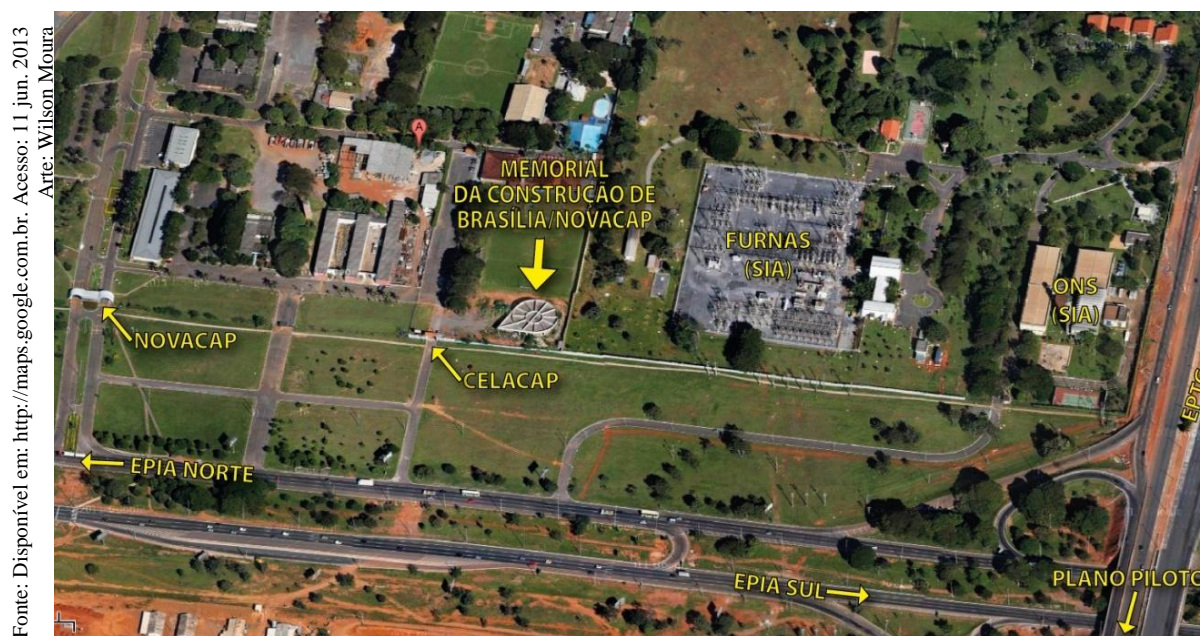 Fonte: Disponível em: http://maps.google.com.br. Acesso: 11 jun. 2013
Arte: Wilson Moura
A
MEMORIAL
DA CONSTRUÇÃO DE
BRASÍLIA/NOVACAP
FURNAS
(SIA)
ONS
(SIA)
NOVACAP
CELACAP
EPTG
EPIA NORTE
EPIA SUL
PLANO PILOTO